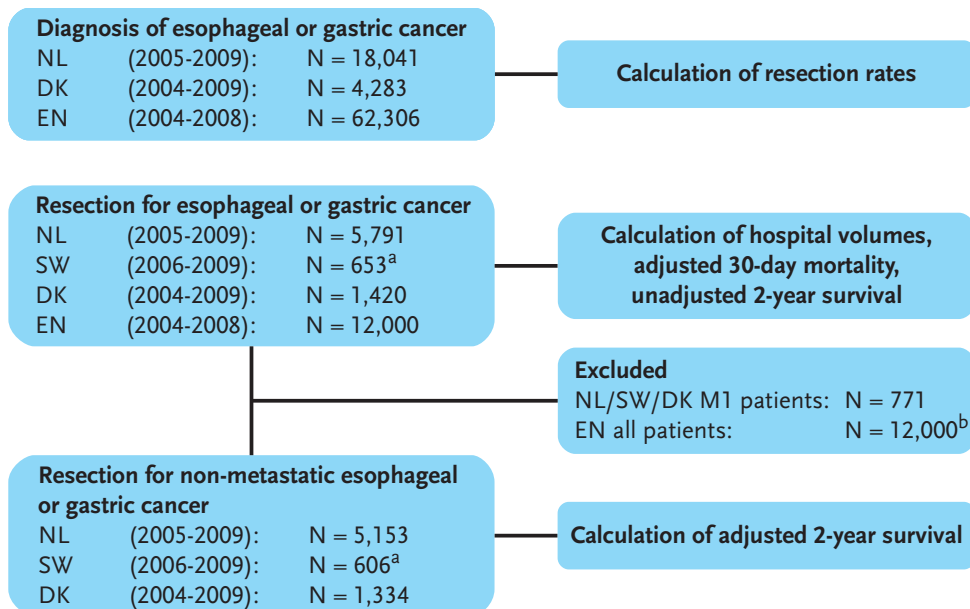 Diagnosis of esophageal or gastric cancer
NL (2005-2009): N = 18,041
DK (2004-2009): N = 4,283
EN (2004-2008): N = 62,306
Calculation of resection rates
Resection for esophageal or gastric cancer
NL (2005-2009): N = 5,791
SW (2006-2009): N = 653a
DK (2004-2009): N = 1,420
EN (2004-2008): N = 12,000
Calculation of hospital volumes,
adjusted 30-day mortality,
unadjusted 2-year survival
Excluded
NL/SW/DK M1 patients: N = 771
EN all patients: N = 12,000b
Resection for non-metastatic esophageal
or gastric cancer
NL (2005-2009): N = 5,153
SW (2006-2009): N = 606a
DK (2004-2009): N = 1,334
Calculation of adjusted 2-year survival